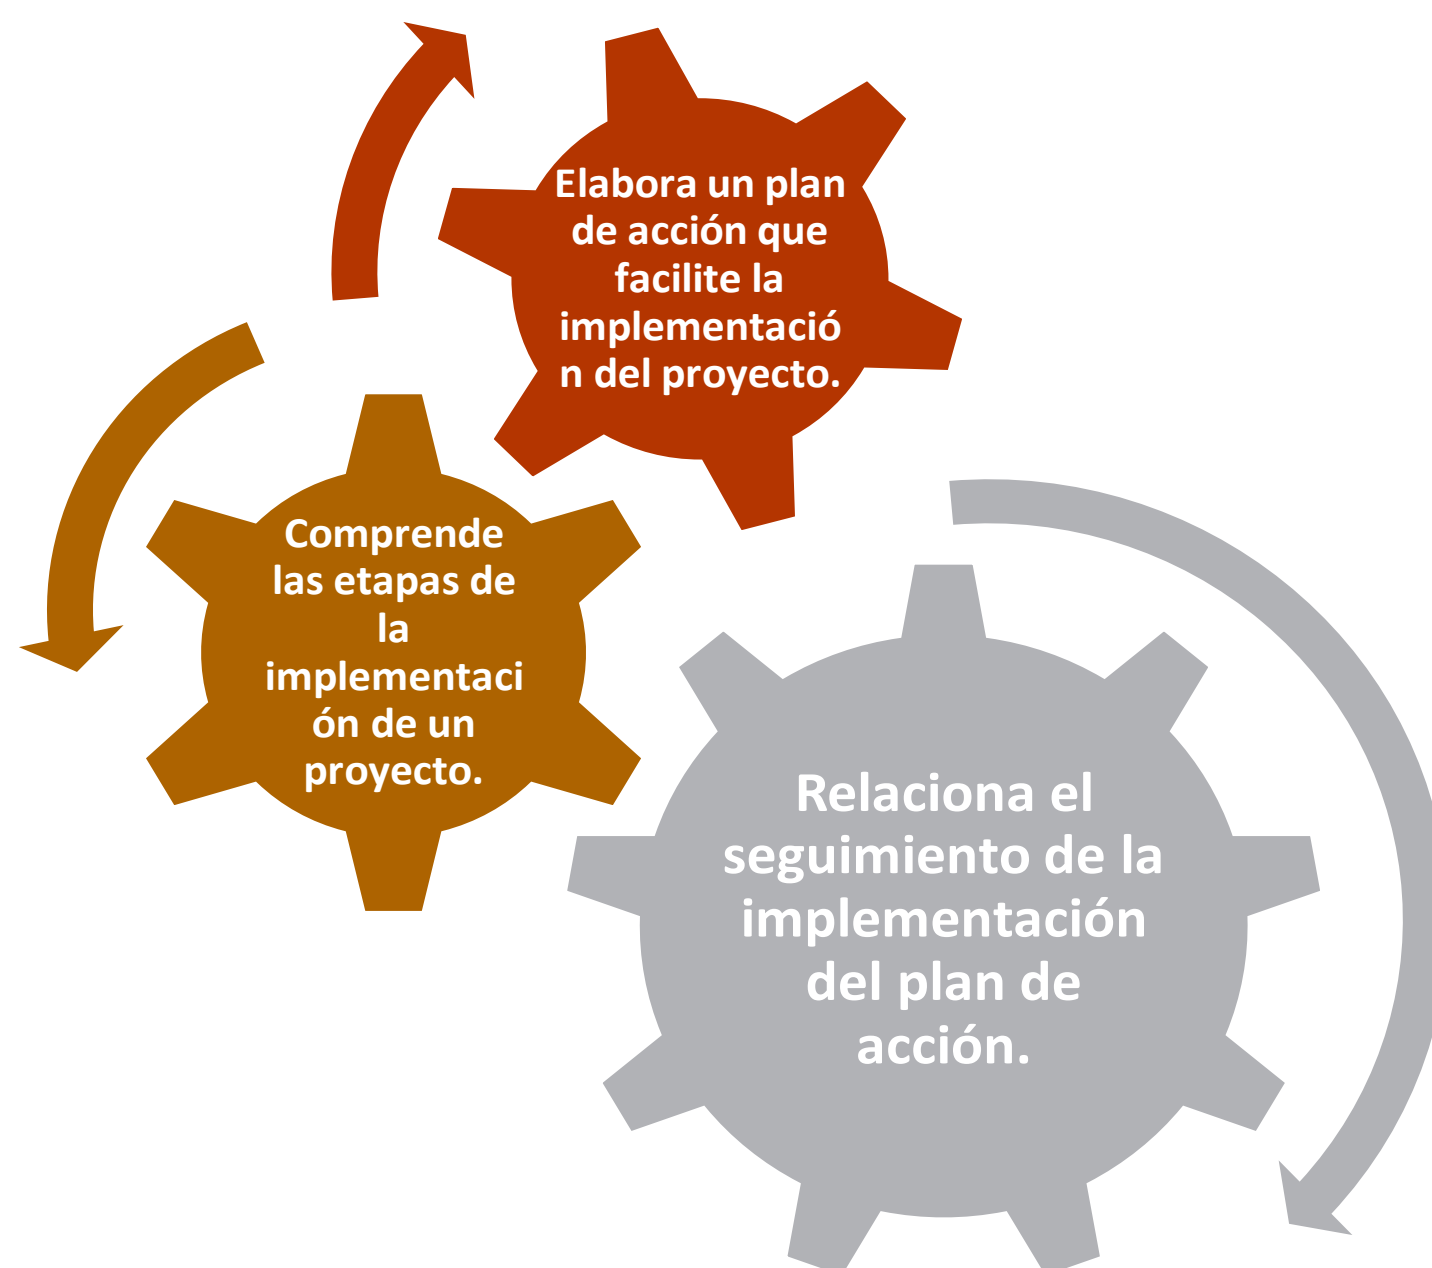 Elabora un plan
de acción que
facilite la
implementació
n del proyecto.
Comprende
las etapas de
la
implementaci
ón de un
proyecto.
Relaciona el
seguimiento de la
implementación
del plan de
acción.